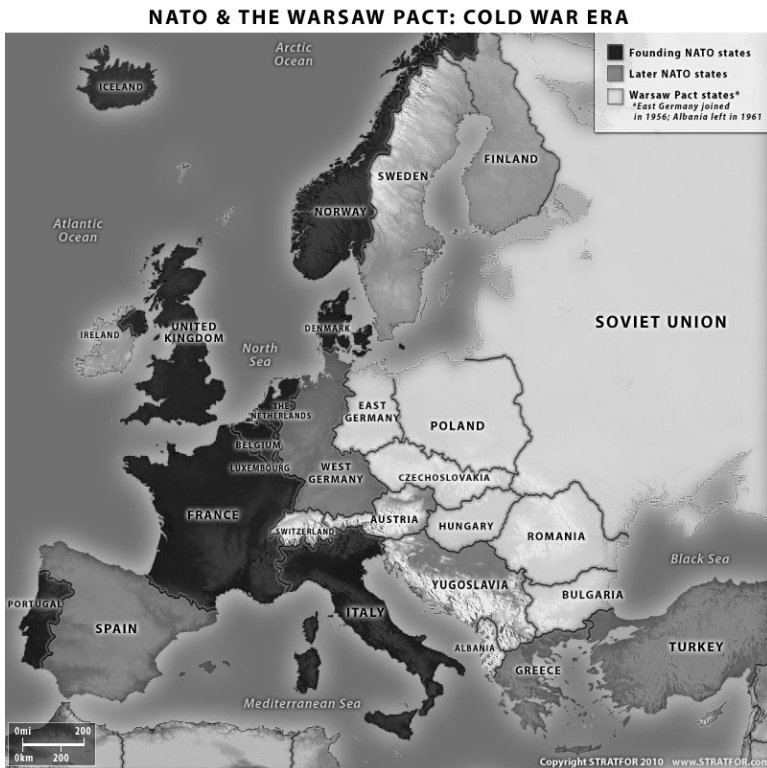 NATO & THE WARSAW PACT: COLD WAR ERA
Arctic
Ocean
Founding NATO states
Later NATO states
Warsaw Pact states*
*East Germany joined
in 1956; Albania left in 1961
ICELAND
FINLAND
SWEDEN
NORWAY
Atlantic
Ocean
SOVIET UNION
IRELAND
UNITED
KINGDOM
DENMARK
North
Sea
THE
NETHERLANDS
EAST
GERMANY
POLAND
BELGIUM
LUXEMBOURG
WEST
GERMANY
CZECHOSLOVAKIA
FRANCE
SWITZERLAND
AUSTRIA
HUNGARY
ROMANIA
Black Sea
YUGOSLAVIA
BULGARIA
PORTUGAL
SPAIN
ITALY
ALBANIA
GREECE
TURKEY
Mediterranean Sea
0mi 200
0km 200
Copyright STRATFOR 2010 www.STRATFOR.com